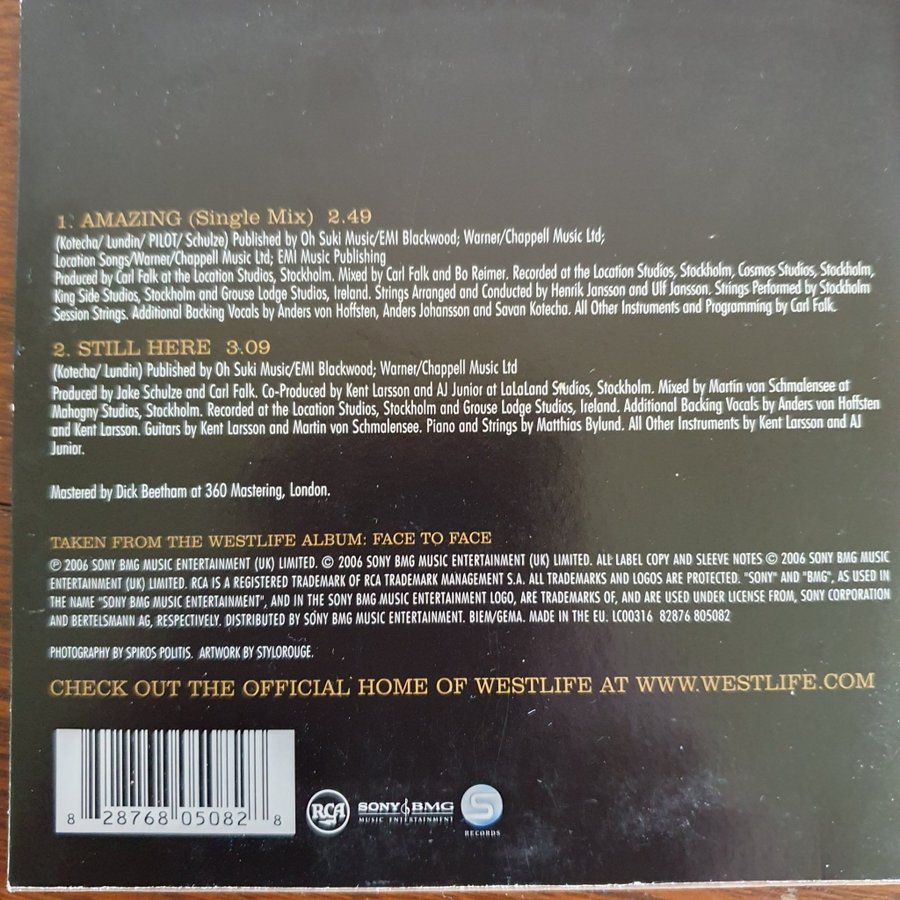 1. AMAZING (Single Mix) 2.49
(Kotecha/ Lundin/ PILOT/ Schulze) Published by Oh Suki Music/EMI Blackwood; Warner/Chappell Music Ltd;
Location Songs/Warner/Chappell Music Ltd; EMI Music Publishing
Produced by Carl Falk at the Location Studios, Stockholm. Mixed by Carl Falk and Bo Reimer. Recorded at the Location Studios, Stockholm, Cosmos Studios, Stockholm,
King Side Studios, Stockholm and Grouse Lodge Studios, Ireland. Strings Arranged and Conducted by Henrik Jansson and Ulf Jansson. Strings Performed by Stockholm
Session Strings. Additional Backing Vocals by Anders von Hoffsten, Anders Johansson and Savan Kotecha. All Other Instruments and Programming by Carl Falk.
2. STILL HERE 3.09
(Kotecha/ Lundin) Published by Oh Suki Music/EMI Blackwood; Warner/Chappell Music Ltd
Produced by Jake Schulze and Carl Falk. Co-Produced by Kent Larsson and AJ Junior at LaLaLand Studios, Stockholm. Mixed by Martin von Schmalensee at
Mahogny Studios, Stockholm. Recorded at the Location Studios, Stockholm and Grouse Lodge Studios, Ireland. Additional Backing Vocals by Anders von Hoffsten
and Kent Larsson. Guitars by Kent Larsson and Martin von Schmalensee. Piano and Strings by Matthias Bylund. All Other Instruments by Kent Larsson and AJ
Junior.
Mastered by Dick Beetham at 360 Mastering, London.
TAKEN FROM THE WESTLIFE ALBUM: FACE TO FACE
℗ 2006 SONY BMG MUSIC ENTERTAINMENT (UK) LIMITED. © 2006 SONY BMG MUSIC ENTERTAINMENT (UK) LIMITED. ALL LABEL COPY AND SLEEVE NOTES © 2006 SONY BMG MUSIC
ENTERTAINMENT (UK) LIMITED. RCA IS A REGISTERED TRADEMARK OF RCA TRADEMARK MANAGEMENT S.A. ALL TRADEMARKS AND LOGOS ARE PROTECTED. "SONY" AND "BMG", AS USED IN
THE NAME "SONY BMG MUSIC ENTERTAINMENT", AND IN THE SONY BMG MUSIC ENTERTAINMENT LOGO, ARE TRADEMARKS OF, AND ARE USED UNDER LICENSE FROM, SONY CORPORATION
AND BERTELSMANN AG, RESPECTIVELY. DISTRIBUTED BY SONY BMG MUSIC ENTERTAINMENT. BIEM/GEMA. MADE IN THE EU. LC00316 82876 805082
PHOTOGRAPHY BY SPIROS POLITIS. ARTWORK BY STYLOROUGE.
CHECK OUT THE OFFICIAL HOME OF WESTLIFE AT WWW.WESTLIFE.COM
8 28768 05082 8
RCA
SONY BMG
MUSIC ENTERTAINMENT
S
RECORDS